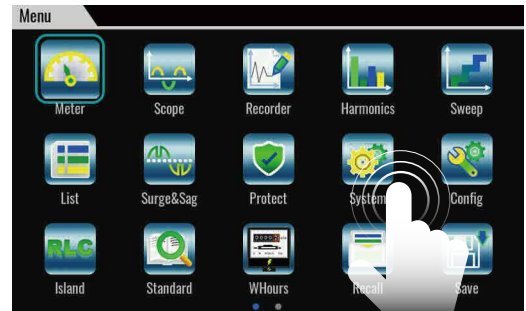 Menu
Meter Scope Recorder Harmonics Sweep
List Surge&Sag Protect System Config
RLC
Island Standard WHours Recall Save